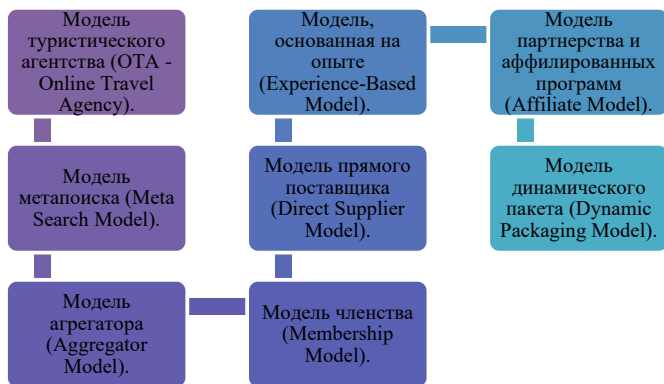 Модель
туристического
агентства (OTA -
Online Travel
Agency).
Модель
метапоиска (Meta
Search Model).
Модель
агрегатора
(Aggregator
Model).
Модель членства
(Membership
Model).
Модель прямого
поставщика
(Direct Supplier
Model).
Модель,
основанная на
опыте
(Experience-Based
Model).
Модель
партнерства и
аффилированных
программ
(Affiliate Model).
Модель
динамического
пакета (Dynamic
Packaging Model).